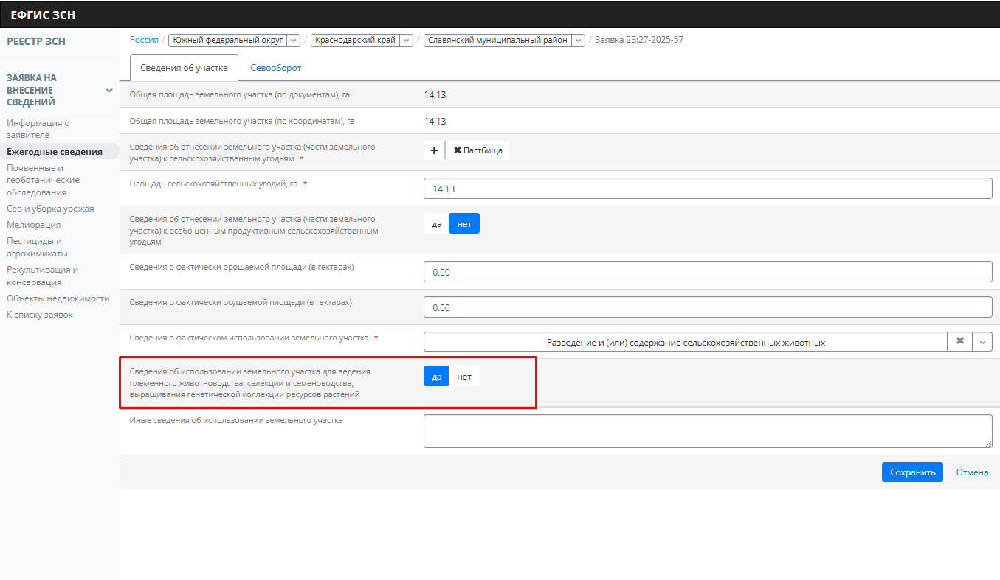 ЕФГИС ЗСН
РЕЕСТР ЗСН
ЗАЯВКА НА
ВНЕСЕНИЕ
СВЕДЕНИЙ
Информация о
заявителе
Ежегодные сведения
Почвенные и
геоботанические
обследования
Сев и уборка урожая
Мелиорация
Пестициды и
агрохимикаты
Рекультивация и
консервация
Объекты недвижимости
К списку заявок
Россия / Южный федеральный округ / Краснодарский край / Славянский муниципальный район / Заявка 23:27-2025-57
Сведения об участке Севооборот
Общая площадь земельного участка (по документам), га 14,13
Общая площадь земельного участка (по координатам), га 14,13
Сведения об отнесении земельного участка (части земельного
участка) к сельскохозяйственным угодьям *
+ ✖ Пастбища
Площадь сельскохозяйственных угодий, га * 14.13
Сведения об отнесении земельного участка (части земельного
участка) к особо ценным продуктивным сельскохозяйственным
угодьям
да нет
Сведения о фактически орошаемой площади (в гектарах) 0.00
Сведения о фактически осушаемой площади (в гектарах) 0.00
Сведения о фактическом использовании земельного участка * Разведение и (или) содержание сельскохозяйственных животных ✖
Сведения об использовании земельного участка для ведения
племенного животноводства, селекции и семеноводства,
выращивания генетической коллекции ресурсов растений
да нет
Иные сведения об использовании земельного участка
Сохранить Отмена